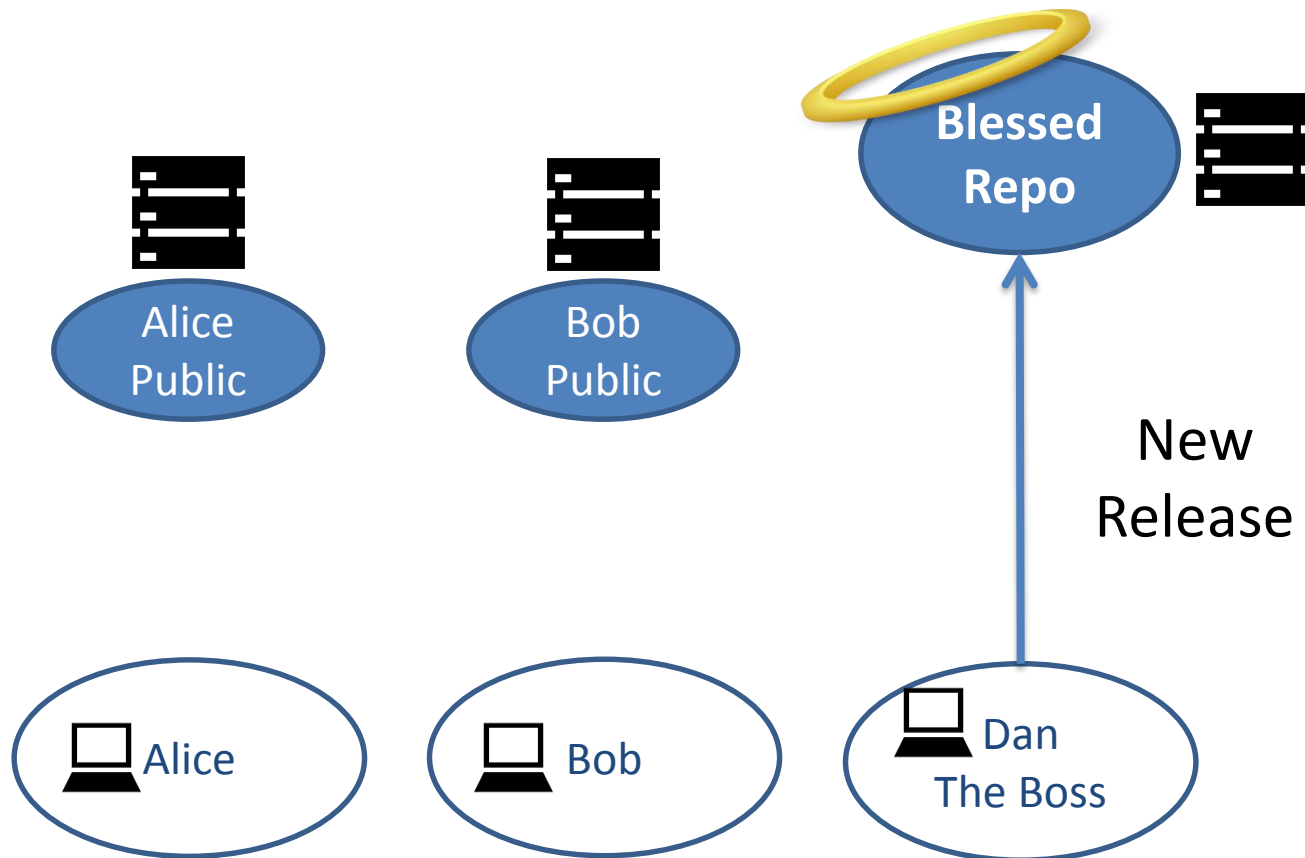 Blessed
Repo
Alice
Public
Bob
Public
New
Release
Alice
Bob
Dan
The Boss